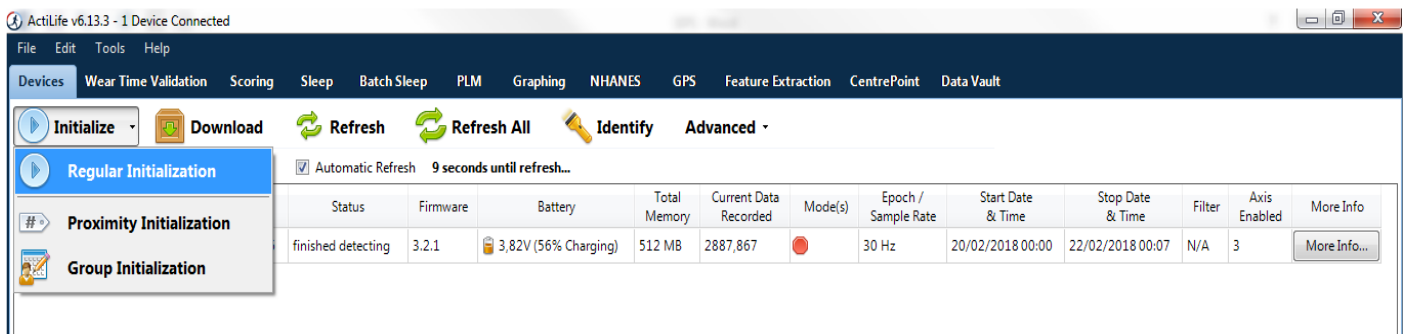 ActiLife v6.13.3 - 1 Device Connected
File Edit Tools Help
Devices Wear Time Validation Scoring Sleep Batch Sleep PLM Graphing NHANES GPS Feature Extraction CentrePoint Data Vault
Initialize Download Refresh Refresh All Identify Advanced
Regular Initialization Automatic Refresh 9 seconds until refresh...
Proximity Initialization
Group Initialization
Status Firmware Battery Total Memory Current Data Recorded Mode(s) Epoch / Sample Rate Start Date & Time Stop Date & Time Filter Axis Enabled More Info
finished detecting 3.2.1 3,82V (56% Charging) 512 MB 2887,867 30 Hz 20/02/2018 00:00 22/02/2018 00:07 N/A 3 More Info...